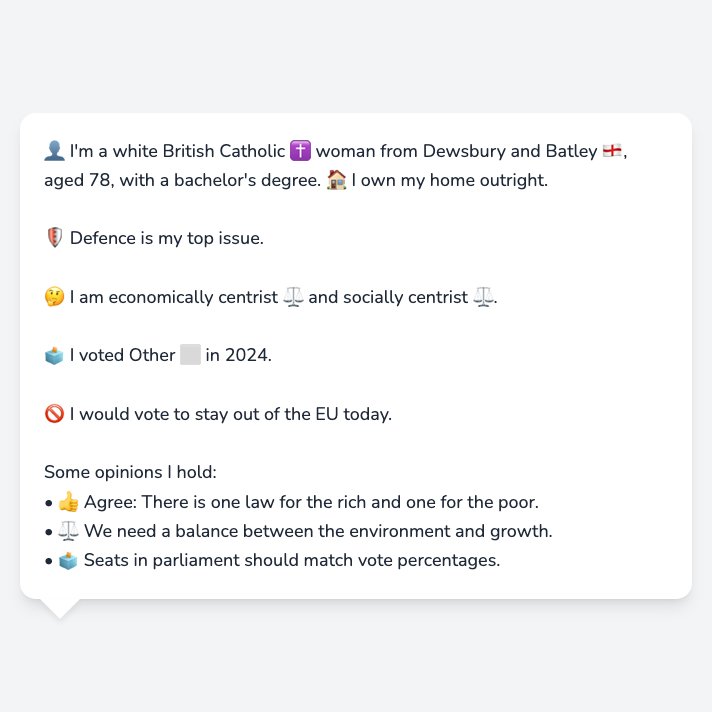 👤 I'm a white British Catholic ✝️ woman from Dewsbury and Batley 🏴󠁧󠁢󠁥󠁮󠁧󠁿,
aged 78, with a bachelor's degree. 🏠 I own my home outright.
🛡️ Defence is my top issue.
🤔 I am economically centrist ⚖️ and socially centrist ⚖️.
🗳️ I voted Other ⬜ in 2024.
🚫 I would vote to stay out of the EU today.
Some opinions I hold:
• 👍 Agree: There is one law for the rich and one for the poor.
• ⚖️ We need a balance between the environment and growth.
• 🗳️ Seats in parliament should match vote percentages.